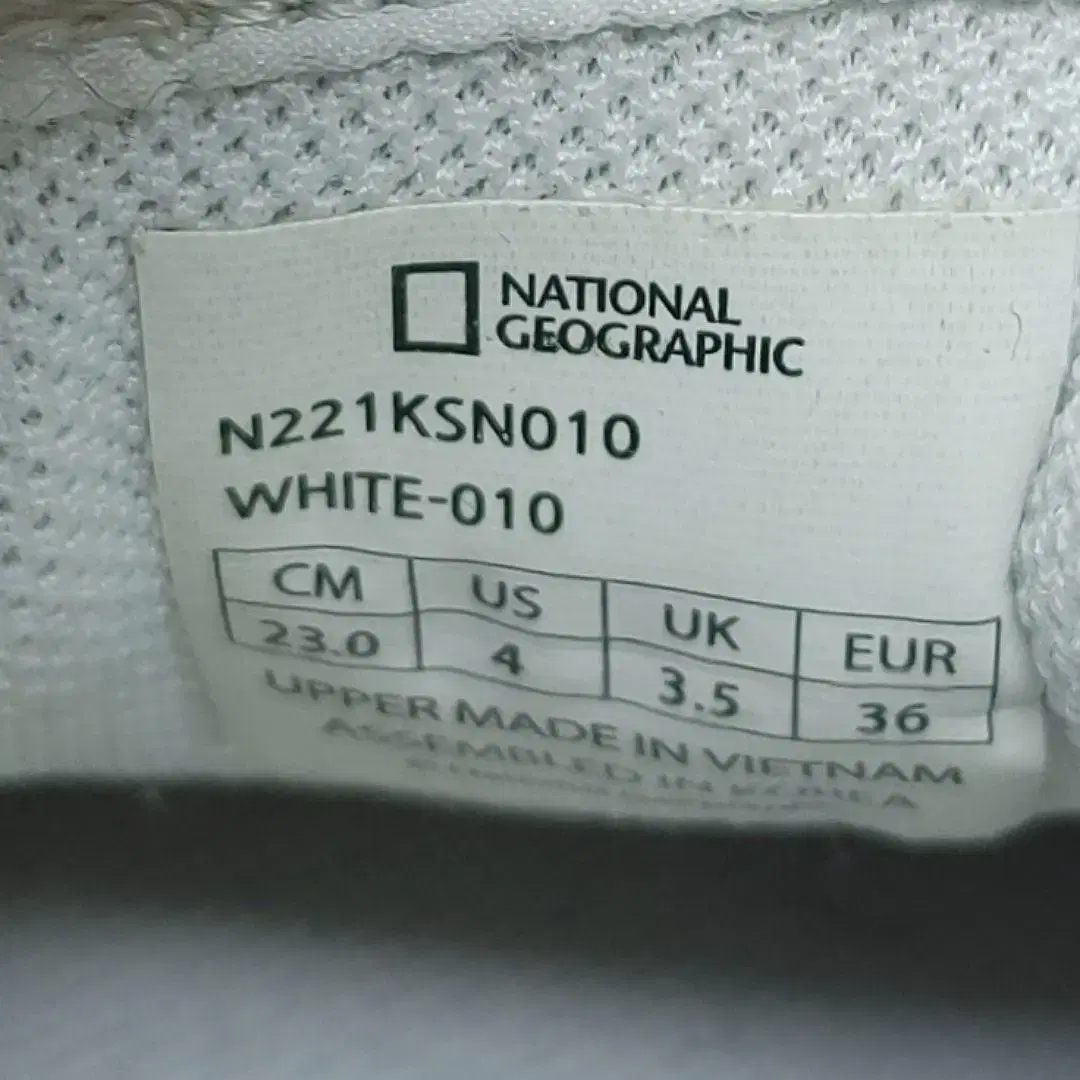 NATIONAL
GEOGRAPHIC
N221KSN010
WHITE-010
CM US UK EUR
23.0 4 3.5 36
UPPER MADE IN VIETNAM
ASSEMBLED IN KOREA